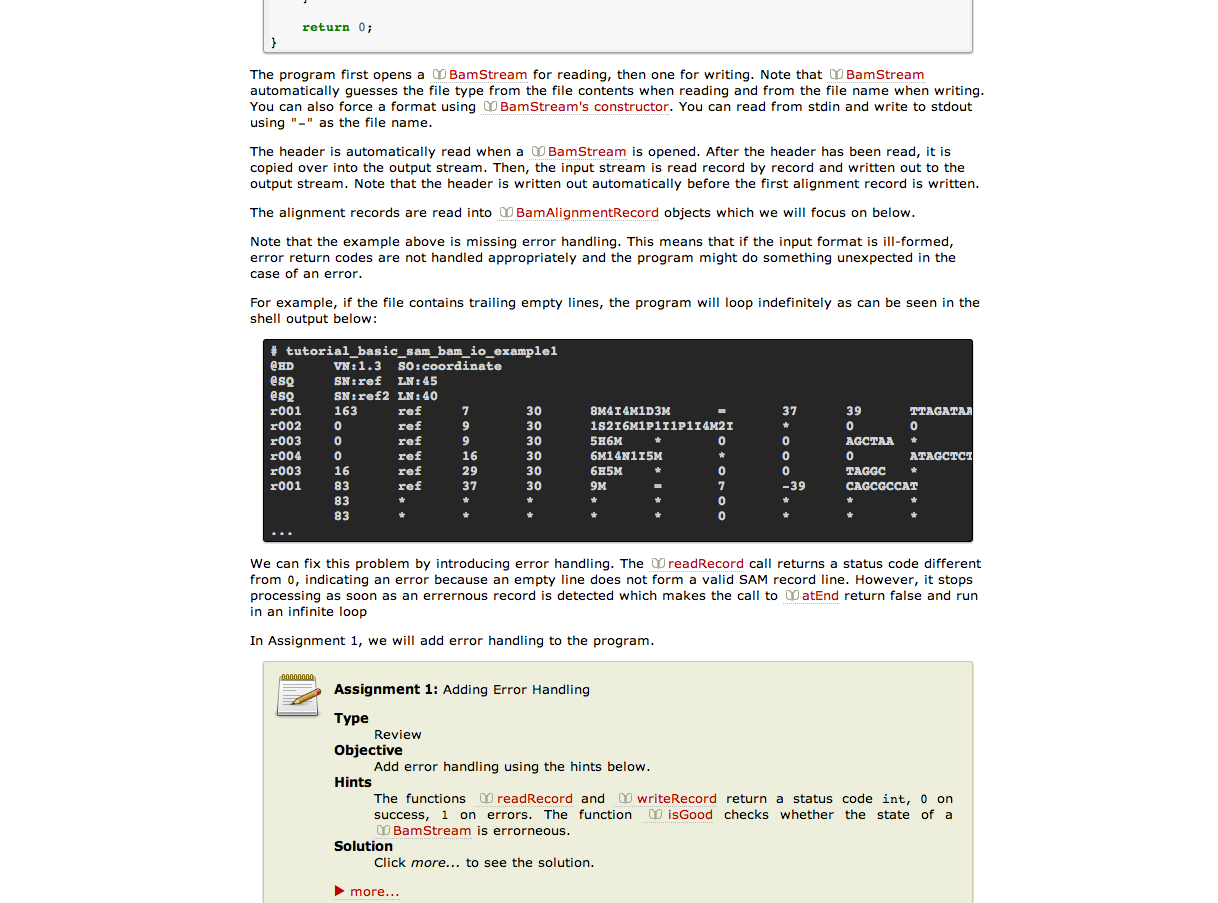 return 0;
}
The program first opens a BamStream for reading, then one for writing. Note that BamStream
automatically guesses the file type from the file contents when reading and from the file name when writing.
You can also force a format using BamStream's constructor. You can read from stdin and write to stdout
using "-" as the file name.
The header is automatically read when a BamStream is opened. After the header has been read, it is
copied over into the output stream. Then, the input stream is read record by record and written out to the
output stream. Note that the header is written out automatically before the first alignment record is written.
The alignment records are read into BamAlignmentRecord objects which we will focus on below.
Note that the example above is missing error handling. This means that if the input format is ill-formed,
error return codes are not handled appropriately and the program might do something unexpected in the
case of an error.
For example, if the file contains trailing empty lines, the program will loop indefinitely as can be seen in the
shell output below:
# tutorial_basic_sam_bam_io_example1
@HD VN:1.3 SO:coordinate
@SQ SN:ref LN:45
@SQ SN:ref2 LN:40
r001 163 ref 7 30 8M4I4M1D3M = 37 39 TTAGATAA
r002 0 ref 9 30 1S2I6M1P1I1P1I4M2I * 0 0
r003 0 ref 9 30 5H6M * 0 0 AGCTAA *
r004 0 ref 16 30 6M14N1I5M * 0 0 ATAGCTCT
r003 16 ref 29 30 6H5M * 0 0 TAGGC *
r001 83 ref 37 30 9M = 7 -39 CAGCGCCAT
83 * * * * * 0 * * *
83 * * * * * 0 * * *
...
We can fix this problem by introducing error handling. The readRecord call returns a status code different
from 0, indicating an error because an empty line does not form a valid SAM record line. However, it stops
processing as soon as an errernous record is detected which makes the call to atEnd return false and run
in an infinite loop
In Assignment 1, we will add error handling to the program.
Assignment 1: Adding Error Handling
Type
Review
Objective
Add error handling using the hints below.
Hints
The functions readRecord and writeRecord return a status code int, 0 on
success, 1 on errors. The function isGood checks whether the state of a
BamStream is errorneous.
Solution
Click more... to see the solution.
more...